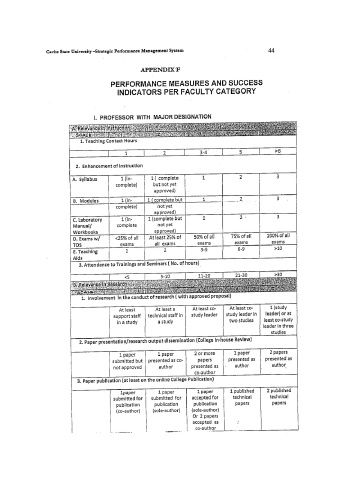 Cavite State University -Strategic Performance Management System 44
APPENDIX F
PERFORMANCE MEASURES AND SUCCESS
INDICATORS PER FACULTY CATEGORY
I. PROFESSOR WITH MAJOR DESIGNATION
A. Relevance in Instruction
1. Teaching Contact Hours
1 2 3-4 5 >6
2. Enhancement of Instruction
A. Syllabus 1 (In- 1 ( complete 1 2 3
complete) but not yet
approved)
B. Modules 1 (In- 1 (complete but 1 2 3
complete) not yet
approved)
C. Laboratory 1 (In- 1 (complete but 1 2 3
Manual/ complete not yet
Workbooks approved)
D. Exams w/ <25% of all At least 25% of 50% of all 75% of all 100% of all
TOS exams all exams exams exams exams
E. Teaching 1 2 8-9 >10
Aids
3. Attendance to Trainings and Seminars ( No. of hours)
<5 5-10 11-20 21-20 >30
B. Relevance in Research
1. Involvement in the conduct of research ( with approved proposal)
At least At least a At least co- At least co- 1 (study
support staff technical staff in study leader study leader in leader) or at
in a study a study two studies least co-study
leader in three
studies
2. Paper presentation/research output dissemination (College In-house Review)
1 paper 1 paper 2 or more 1 paper 2 papers
submitted but presented as co- papers presented as presented as
not approved author presented as author author
co-author
3. Paper publication (at least on the online College Publication)
1paper 1 paper 1 paper 1 published 2 published
submitted for submitted for accepted for technical technical
publication publication publication papers papers
(co-author) (sole-author) (sole-author)
Or 2 papers
accepted as
co-author